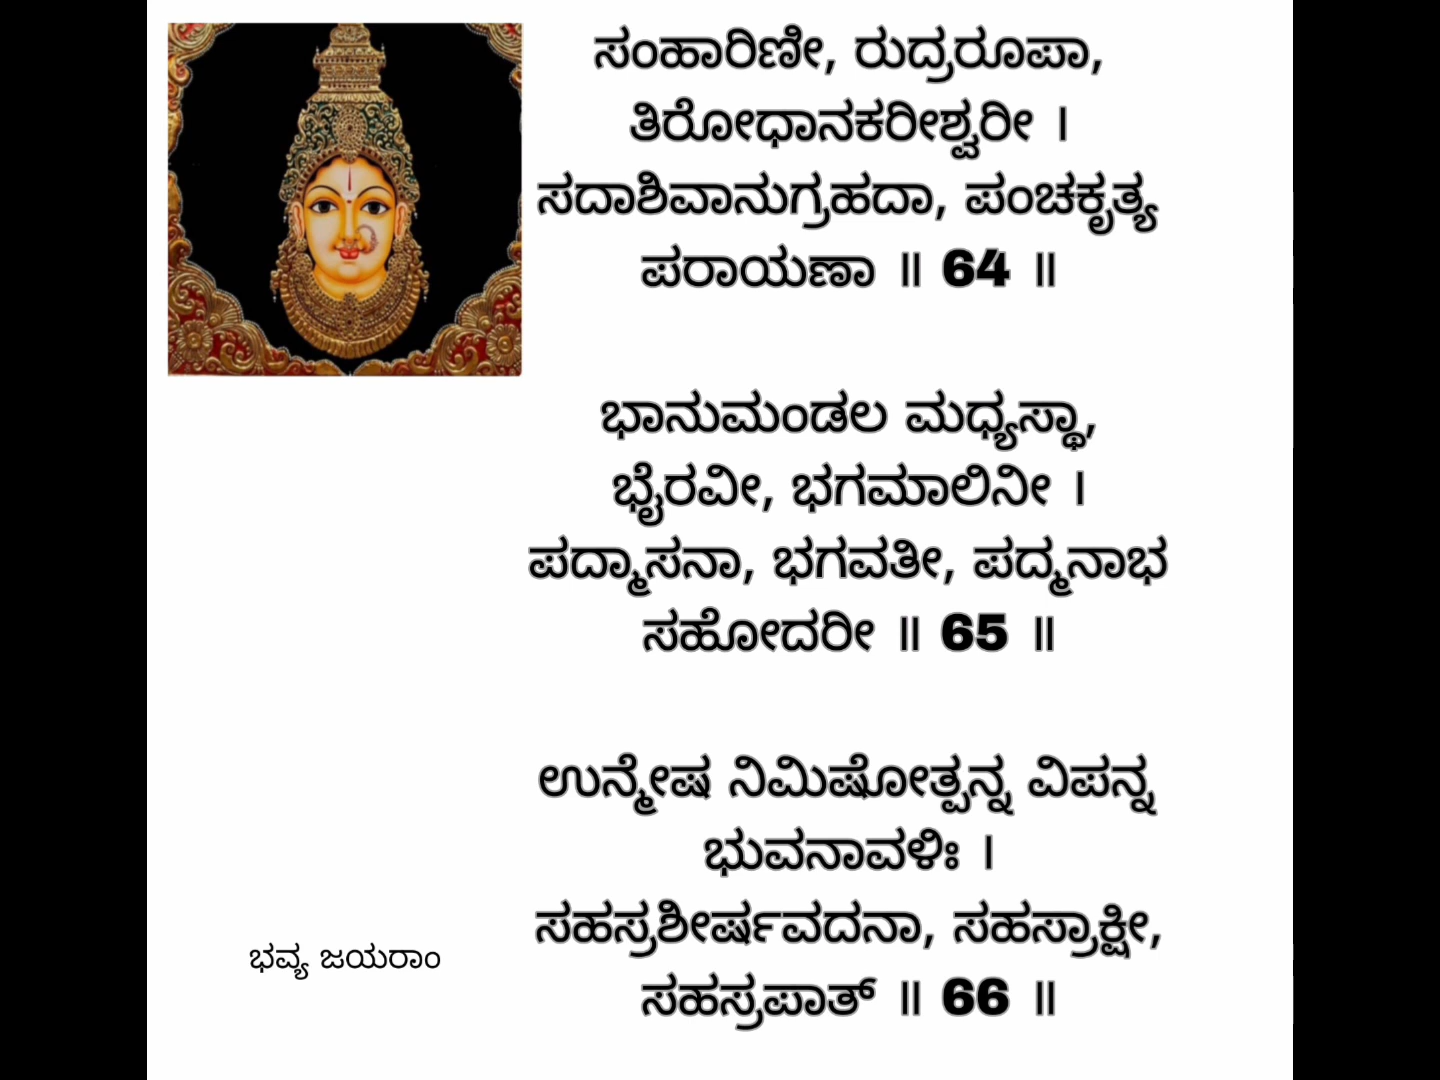 ಸಂಹಾರಿಣೀ, ರುದ್ರರೂಪಾ,
ತಿರೋಧಾನಕರೀಶ್ವರೀ ।
ಸದಾಶಿವಾನುಗ್ರಹದಾ, ಪಂಚಕೃತ್ಯ
ಪರಾಯಣಾ ॥ 64 ॥
ಭಾನುಮಂಡಲ ಮಧ್ಯಸ್ಥಾ,
ಭೈರವೀ, ಭಗಮಾಲಿನೀ ।
ಪದ್ಮಾಸನಾ, ಭಗವತೀ, ಪದ್ಮನಾಭ
ಸಹೋದರೀ ॥ 65 ॥
ಉನ್ಮೇಷ ನಿಮಿಷೋತ್ಪನ್ನ ವಿಪನ್ನ
ಭುವನಾವಳಿಃ ।
ಸಹಸ್ರಶೀರ್ಷವದನಾ, ಸಹಸ್ರಾಕ್ಷೀ,
ಸಹಸ್ರಪಾತ್ ॥ 66 ॥
ಭವ್ಯ ಜಯರಾಂ